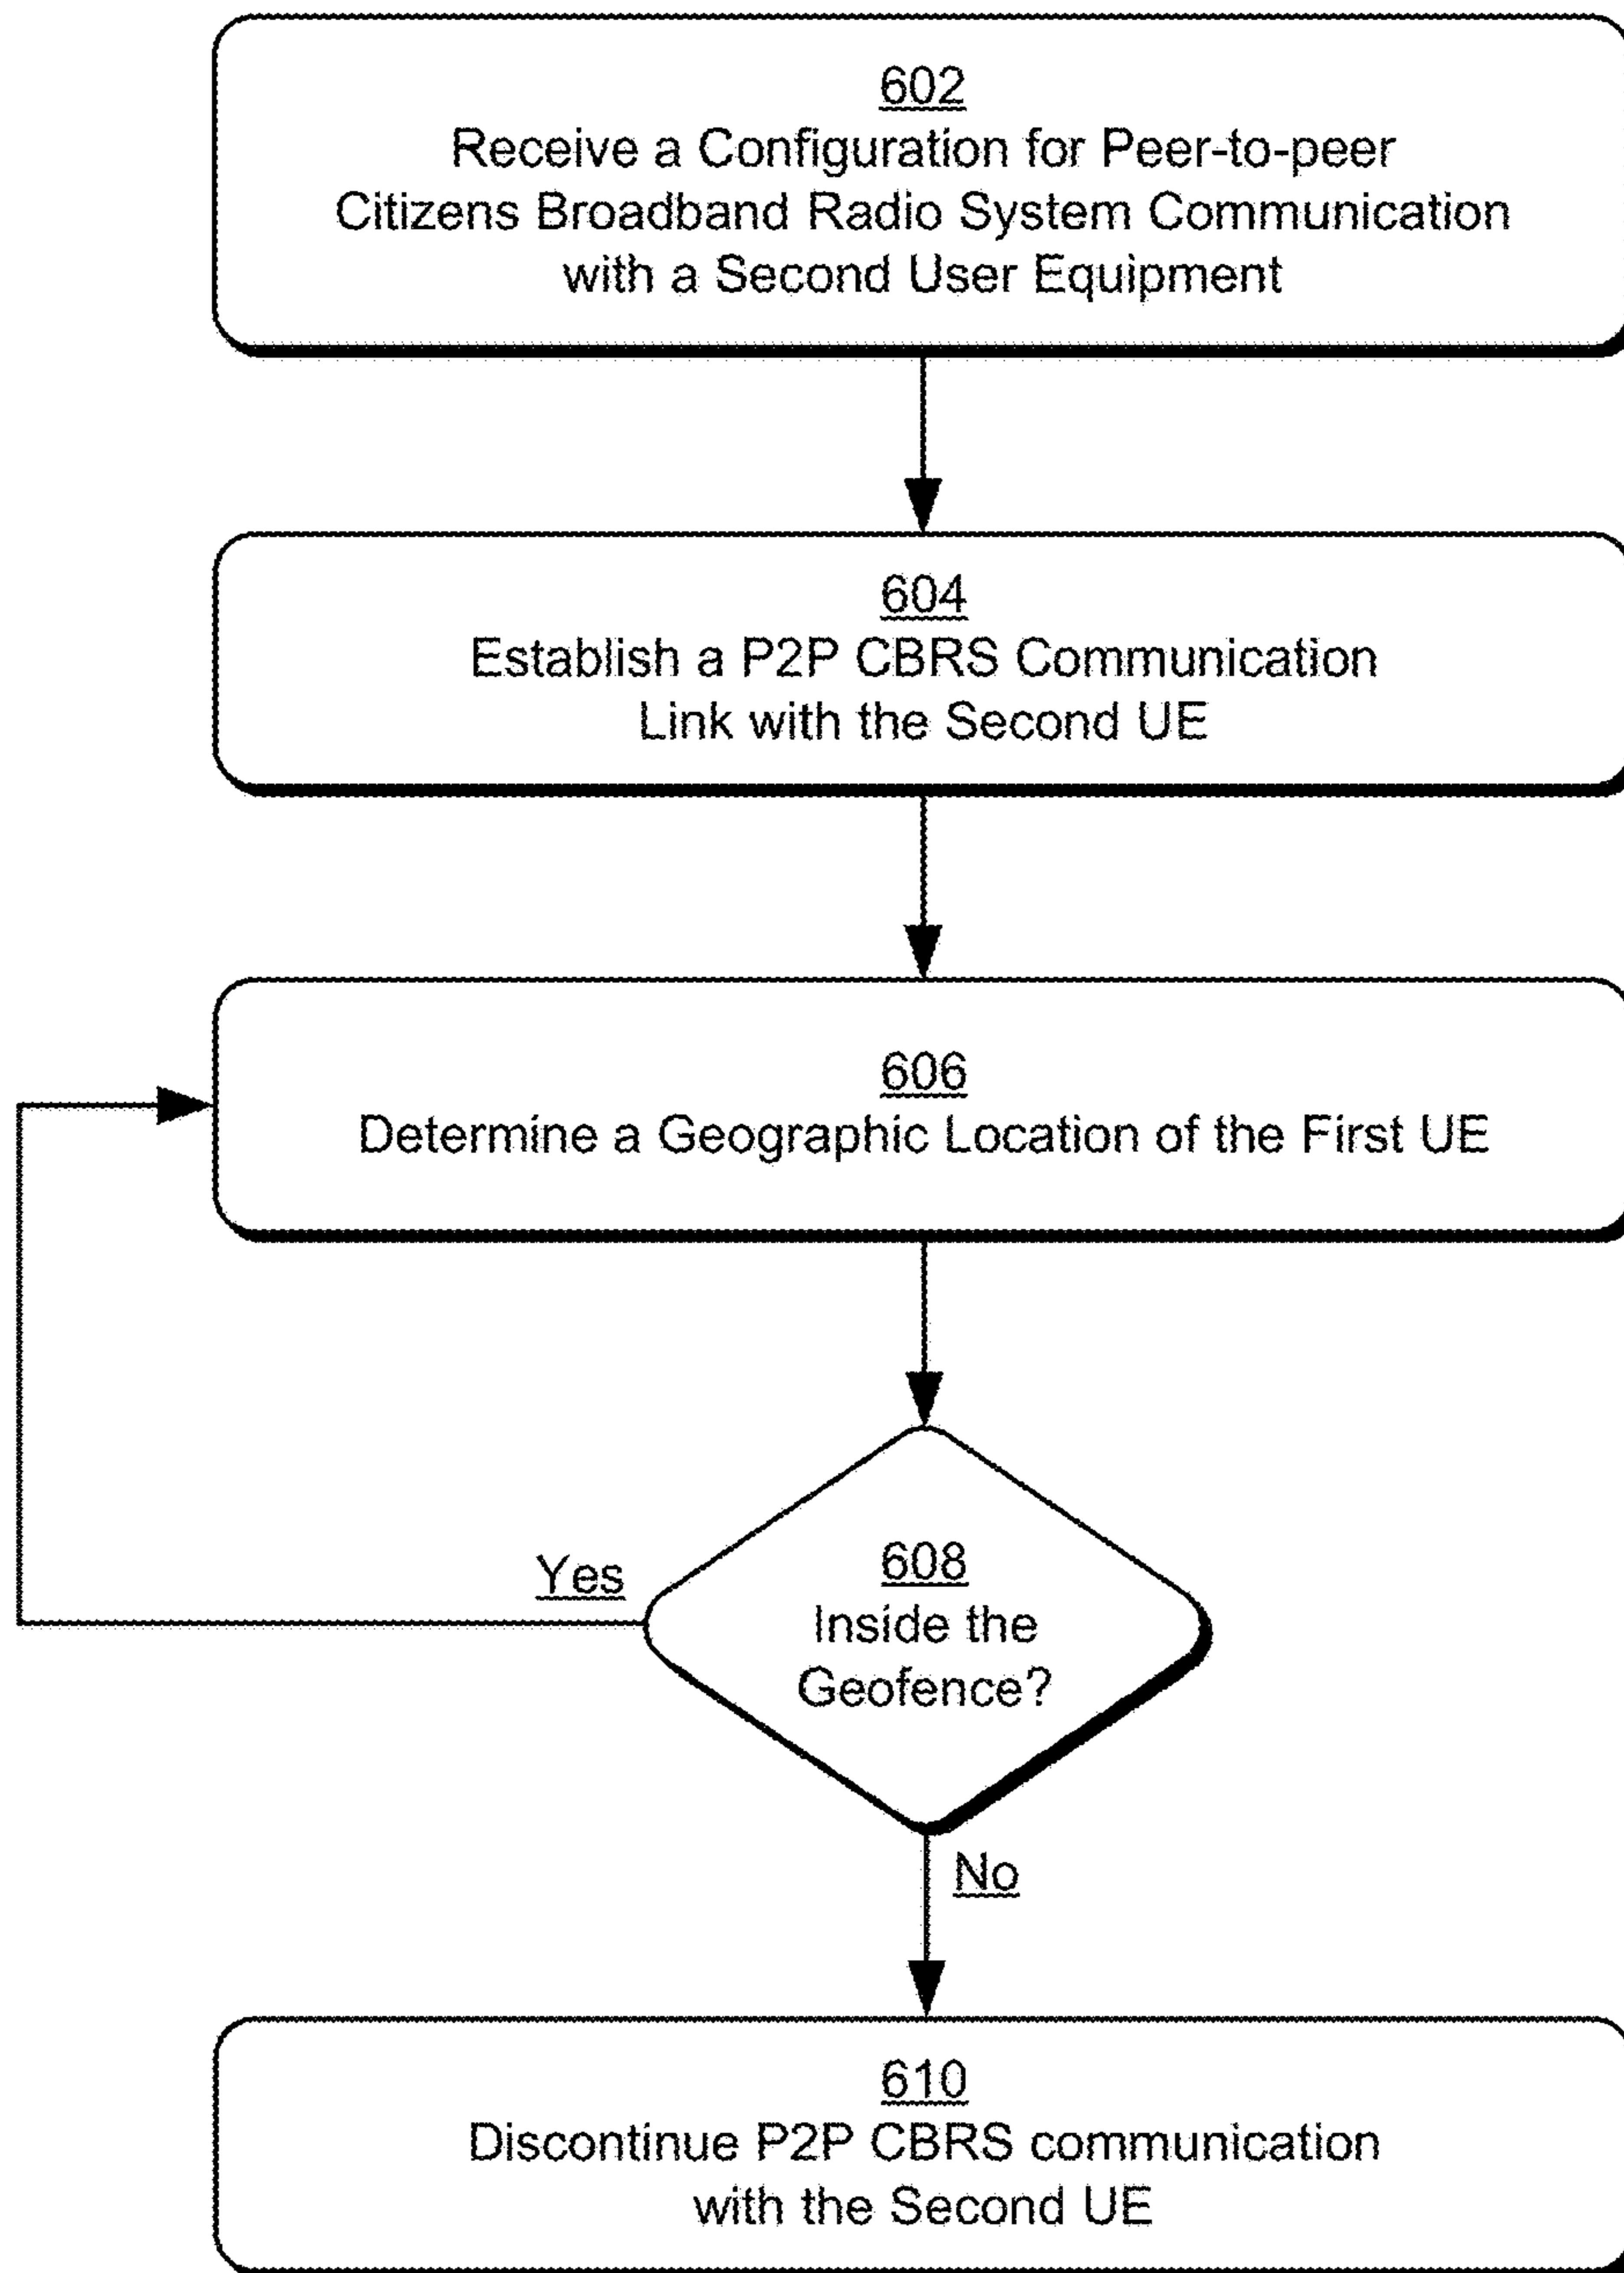 602
Receive a Configuration for Peer-to-peer
Citizens Broadband Radio System Communication
with a Second User Equipment
604
Establish a P2P CBRS Communication
Link with the Second UE
606
Determine a Geographic Location of the First UE
Yes
608
Inside the
Geofence?
No
610
Discontinue P2P CBRS communication
with the Second UE